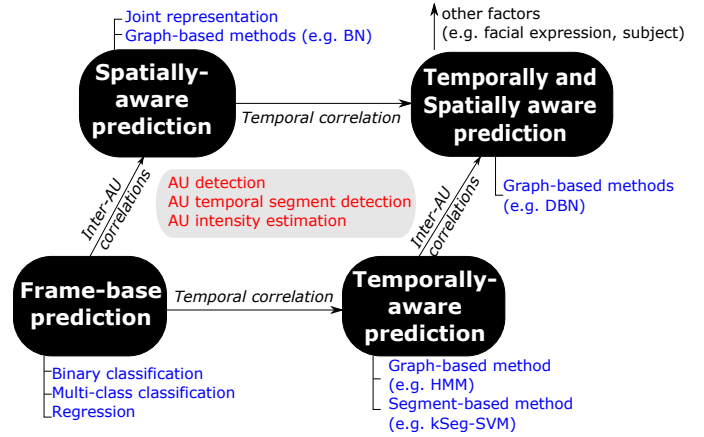 Joint representation
Graph-based methods (e.g. BN)
other factors
(e.g. facial expression, subject)
Spatially-
aware
prediction
Temporal correlation
Temporally and
Spatially aware
prediction
Inter-AU
correlations
AU detection
AU temporal segment detection
AU intensity estimation
Inter-AU
correlations
Graph-based methods
(e.g. DBN)
Frame-base
prediction
Temporal correlation
Temporally-
aware
prediction
Binary classification
Multi-class classification
Regression
Graph-based method
(e.g. HMM)
Segment-based method
(e.g. kSeg-SVM)